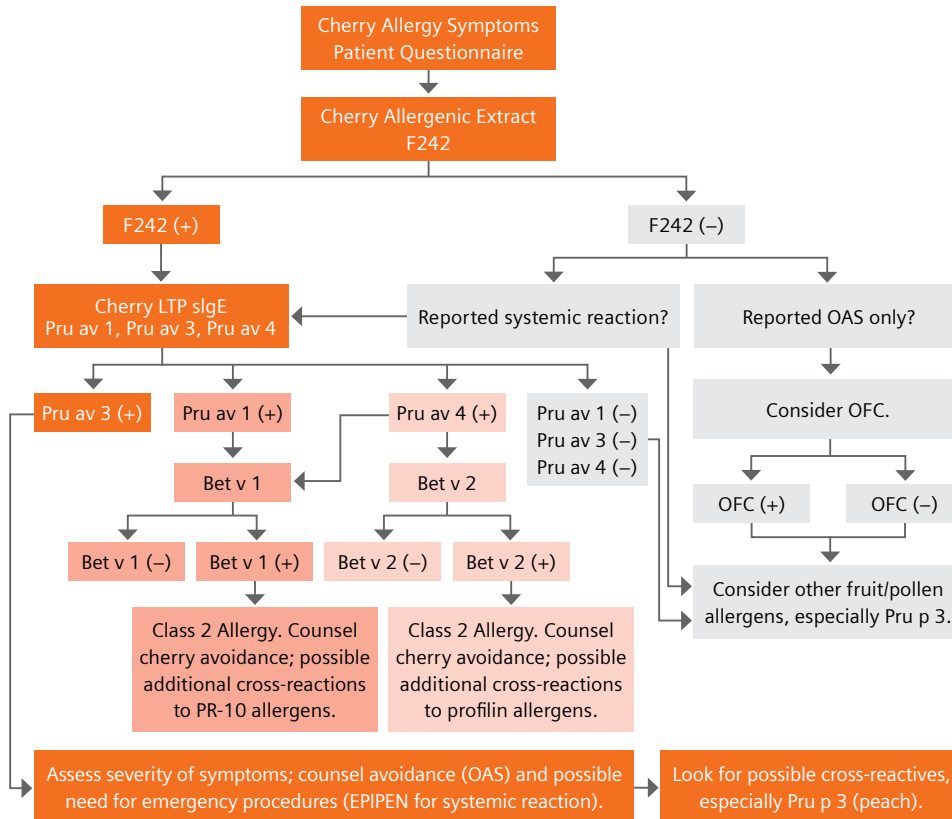 Cherry Allergy Symptoms
Patient Questionnaire
Cherry Allergenic Extract
F242
F242 (+)
F242 (–)
Cherry LTP sIgE
Pru av 1, Pru av 3, Pru av 4
Reported systemic reaction?
Reported OAS only?
Pru av 3 (+)
Pru av 1 (+)
Pru av 4 (+)
Pru av 1 (–)
Pru av 3 (–)
Pru av 4 (–)
Consider OFC.
Bet v 1
Bet v 2
OFC (+)
OFC (–)
Bet v 1 (–)
Bet v 1 (+)
Bet v 2 (–)
Bet v 2 (+)
Consider other fruit/pollen
allergens, especially Pru p 3.
Class 2 Allergy. Counsel
cherry avoidance; possible
additional cross-reactions
to PR-10 allergens.
Class 2 Allergy. Counsel
cherry avoidance; possible
additional cross-reactions
to profilin allergens.
Assess severity of symptoms; counsel avoidance (OAS) and possible
need for emergency procedures (EPIPEN for systemic reaction).
Look for possible cross-reactives,
especially Pru p 3 (peach).